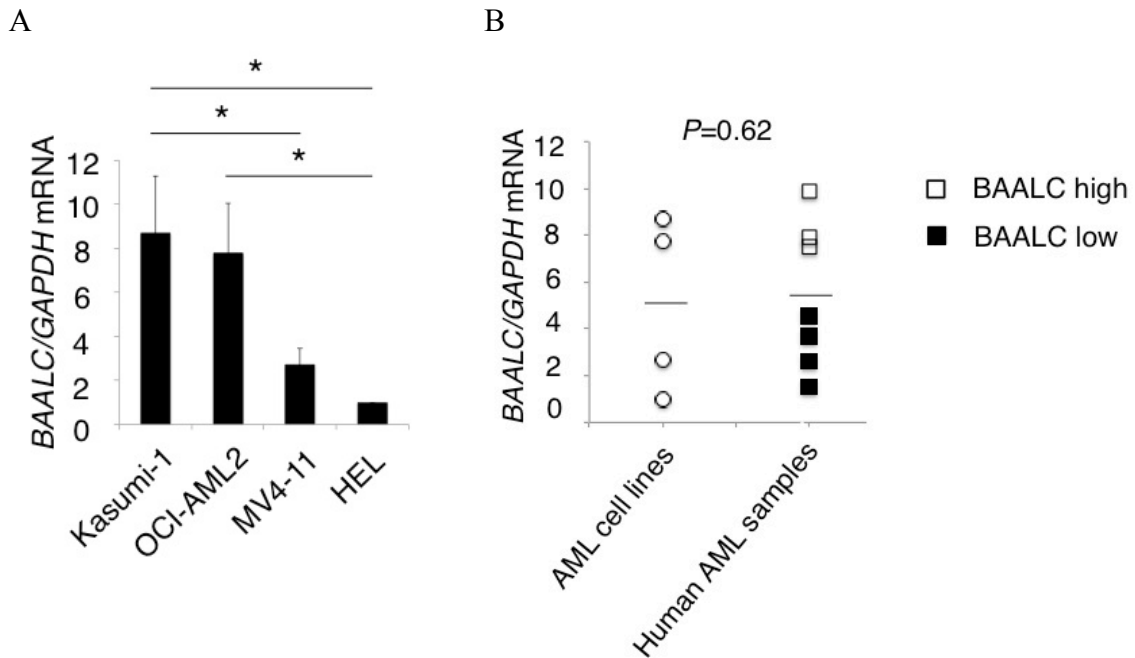 A
B
*
*
*
BAALC/GAPDH mRNA
12
10
8
6
4
2
0
Kasumi-1
OCI-AML2
MV4-11
HEL
P=0.62
BAALC/GAPDH mRNA
12
10
8
6
4
2
0
AML cell lines
Human AML samples
BAALC high
BAALC low